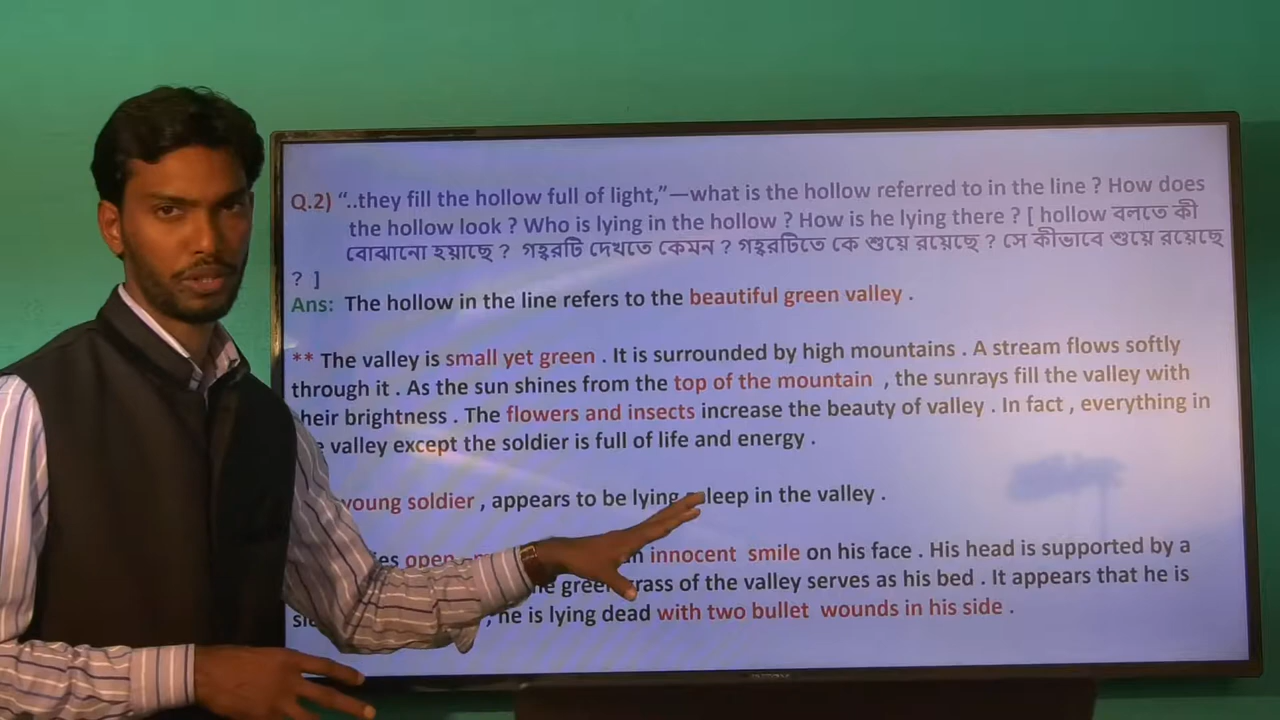 Q.2) “..they fill the hollow full of light,”—what is the hollow referred to in the line ? How does
the hollow look ? Who is lying in the hollow ? How is he lying there ? [ hollow বলতে কী
বোঝানো হয়াছে ? গহ্বরটি দেখতে কেমন ? গহ্বরটিতে কে শুয়ে রয়েছে ? সে কীভাবে শুয়ে রয়েছে
? ]
Ans: The hollow in the line refers to the beautiful green valley .
** The valley is small yet green . It is surrounded by high mountains . A stream flows softly
through it . As the sun shines from the top of the mountain , the sunrays fill the valley with
their brightness . The flowers and insects increase the beauty of valley . In fact , everything in
valley except the soldier is full of life and energy .
young soldier , appears to be lying asleep in the valley .
open innocent smile on his face . His head is supported by a
green grass of the valley serves as his bed . It appears that he is
, he is lying dead with two bullet wounds in his side .